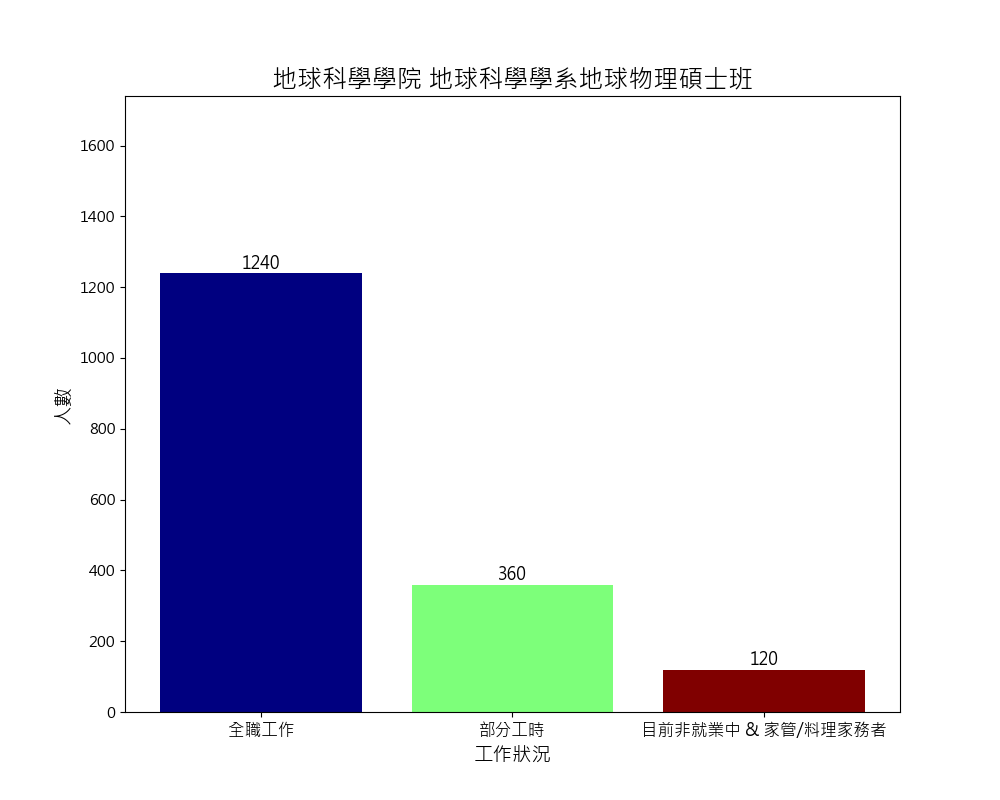 地球科學學院 地球科學學系地球物理碩士班
人數
1600
1400
1200
1000
800
600
400
200
0
1240
360
120
全職工作
部分工時
目前非就業中 & 家管/料理家務者
工作狀況